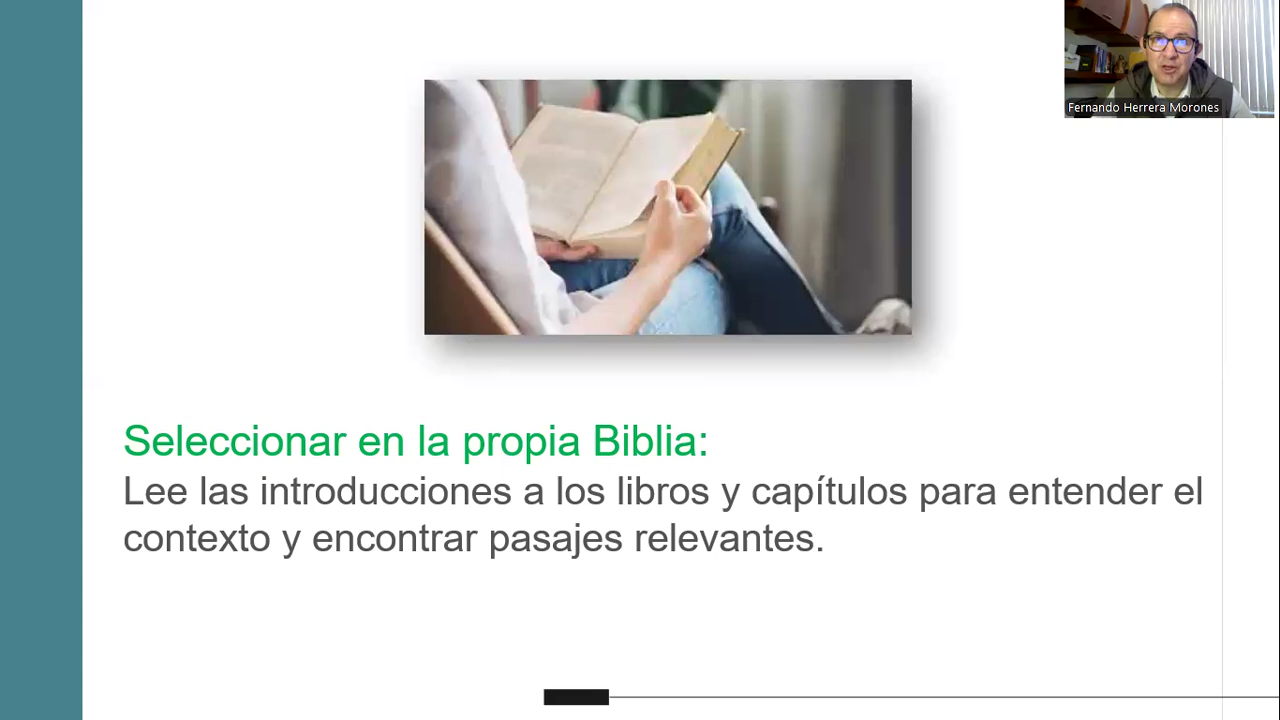 Fernando Herrera Morones
Seleccionar en la propia Biblia:
Lee las introducciones a los libros y capítulos para entender el
contexto y encontrar pasajes relevantes.